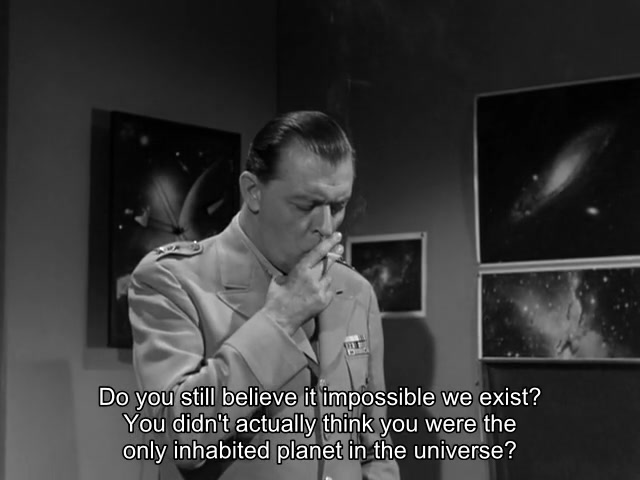 Do you still believe it impossible we exist?
You didn't actually think you were the
only inhabited planet in the universe?